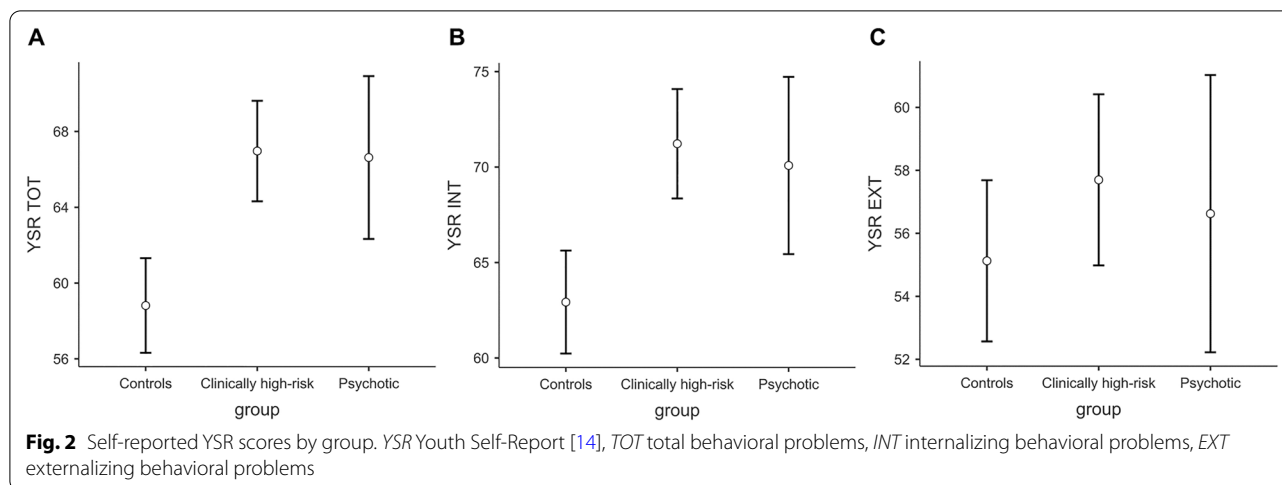 A
YSR TOT
68
64
60
56
Controls
Clinically high-risk
Psychotic
group
B
YSR INT
75
70
65
60
Controls
Clinically high-risk
Psychotic
group
C
YSR EXT
60
58
56
54
52
Controls
Clinically high-risk
Psychotic
group
Fig. 2 Self-reported YSR scores by group. YSR Youth Self-Report [14], TOT total behavioral problems, INT internalizing behavioral problems, EXT
externalizing behavioral problems